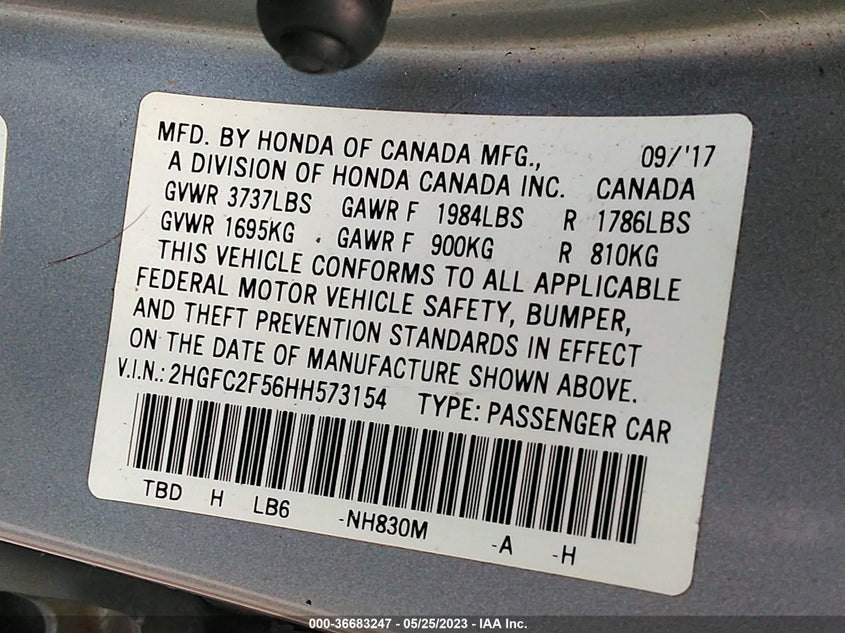 MFD. BY HONDA OF CANADA MFG., 09/'17
A DIVISION OF HONDA CANADA INC. CANADA
GVWR 3737LBS GAWR F 1984LBS R 1786LBS
GVWR 1695KG GAWR F 900KG R 810KG
THIS VEHICLE CONFORMS TO ALL APPLICABLE
FEDERAL MOTOR VEHICLE SAFETY, BUMPER,
AND THEFT PREVENTION STANDARDS IN EFFECT
ON THE DATE OF MANUFACTURE SHOWN ABOVE.
V.I.N.: 2HGFC2F56HH573154 TYPE: PASSENGER CAR
TBD H LB6 -NH830M -A -H
000-36683247 - 05/25/2023 - IAA Inc.